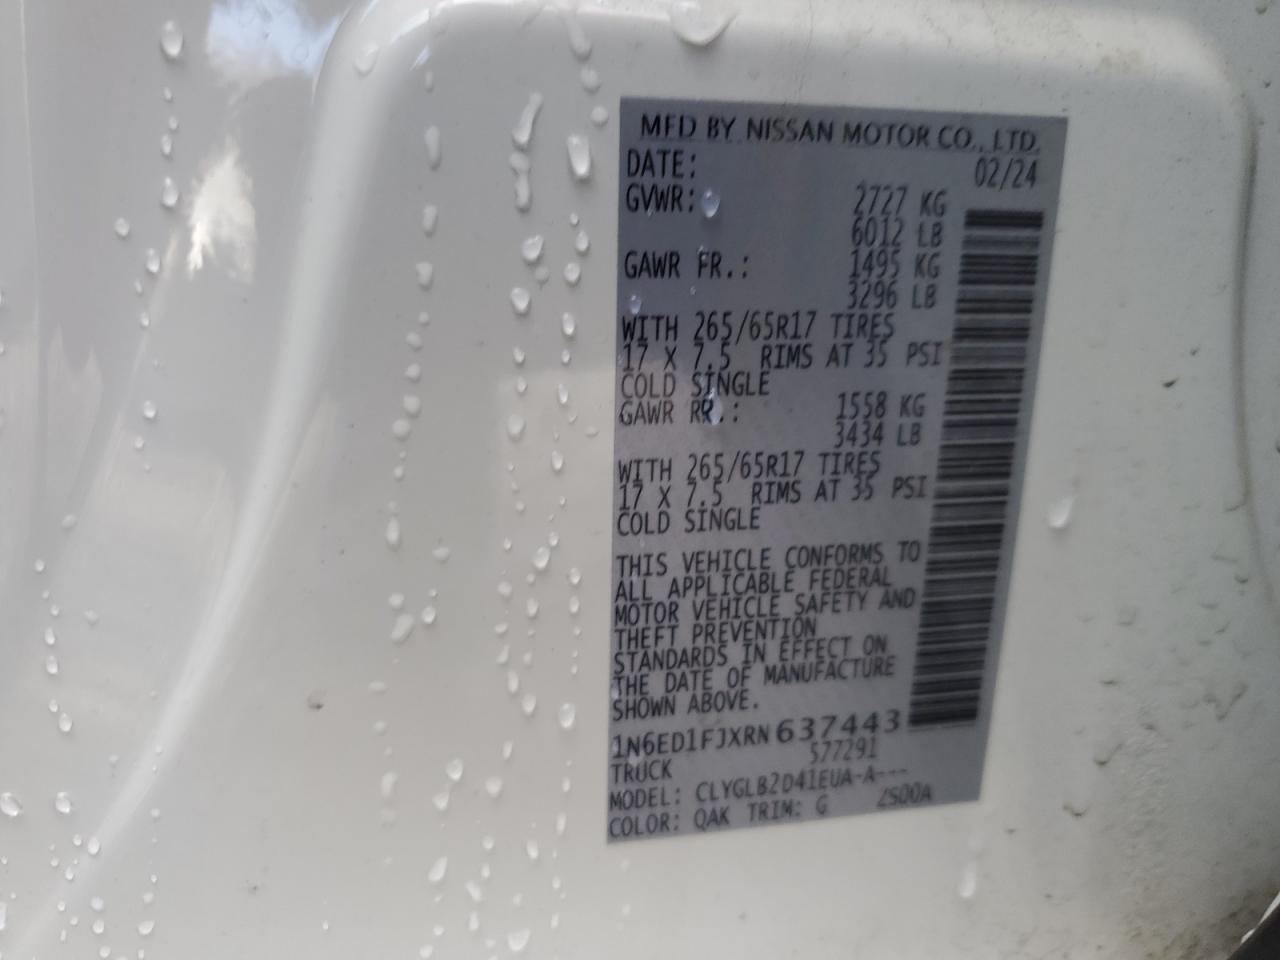 MFD BY NISSAN MOTOR CO., LTD.
DATE: 02/24
GVWR: 2727 KG
6012 LB
GAWR FR.: 1495 KG
3296 LB
WITH 265/65R17 TIRES
17 X 7.5 RIMS AT 35 PSI
COLD SINGLE
GAWR RR.: 1558 KG
3434 LB
WITH 265/65R17 TIRES
17 X 7.5 RIMS AT 35 PSI
COLD SINGLE
THIS VEHICLE CONFORMS TO
ALL APPLICABLE FEDERAL
MOTOR VEHICLE SAFETY AND
THEFT PREVENTION
STANDARDS IN EFFECT ON
THE DATE OF MANUFACTURE
SHOWN ABOVE.
1N6ED1FJXRN637443
577291
TRUCK
MODEL: CLYGLB2D41EUA-A---
COLOR: QAK TRIM: G 2S00A